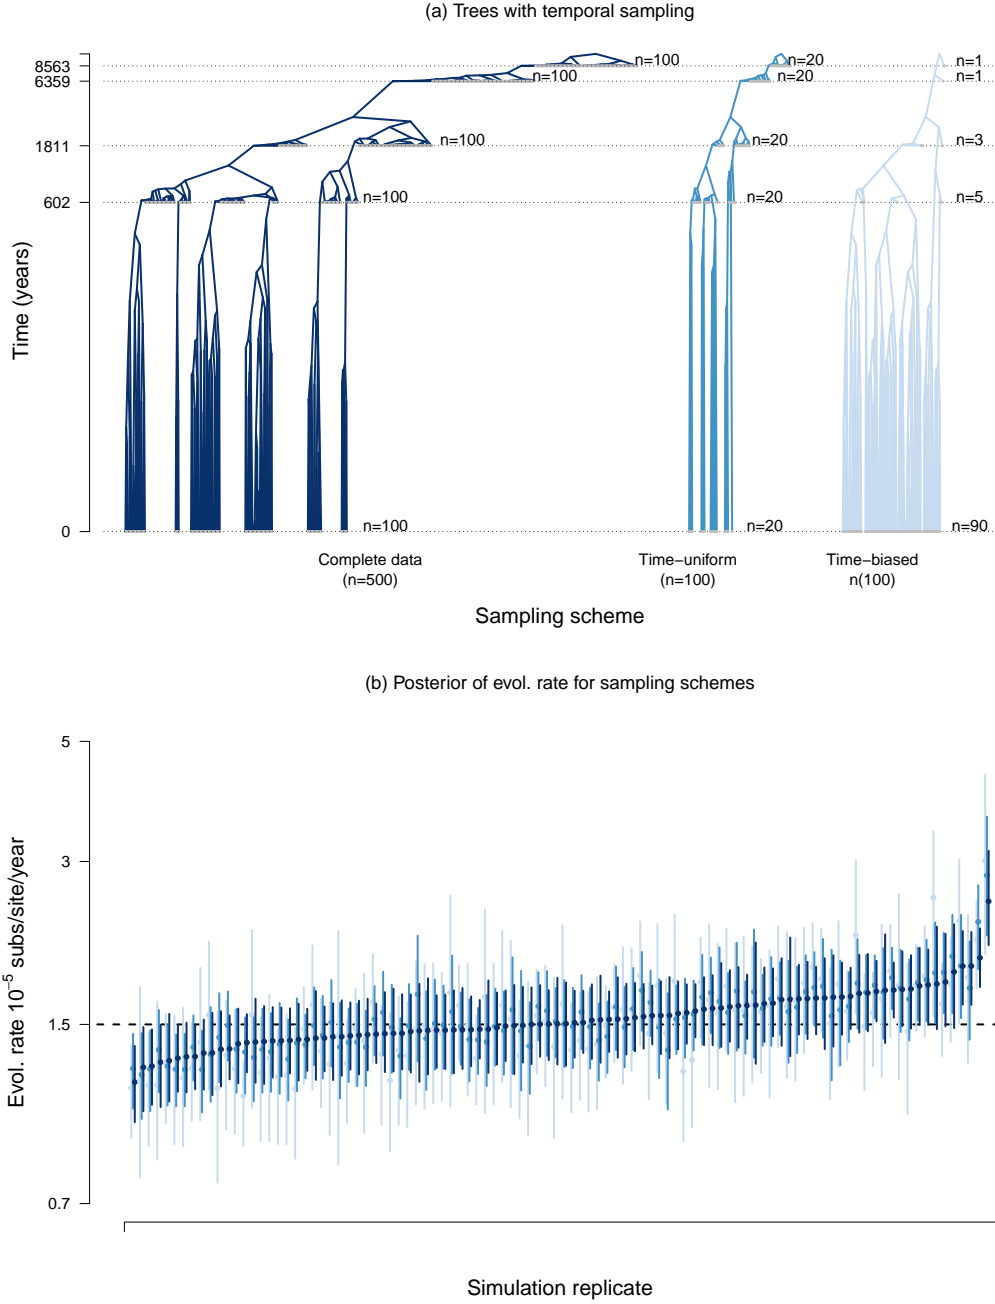 (a) Trees with temporal sampling
8563
6359
1811
602
0
Time (years)
n=100
n=100
n=100
n=100
n=100
n=20
n=20
n=20
n=20
n=20
n=1
n=1
n=3
n=5
n=90
Complete data
(n=500)
Time−uniform
(n=100)
Time−biased
n(100)
Sampling scheme
(b) Posterior of evol. rate for sampling schemes
5
3
1.5
0.7
Evol. rate 10⁻⁵ subs/site/year
Simulation replicate